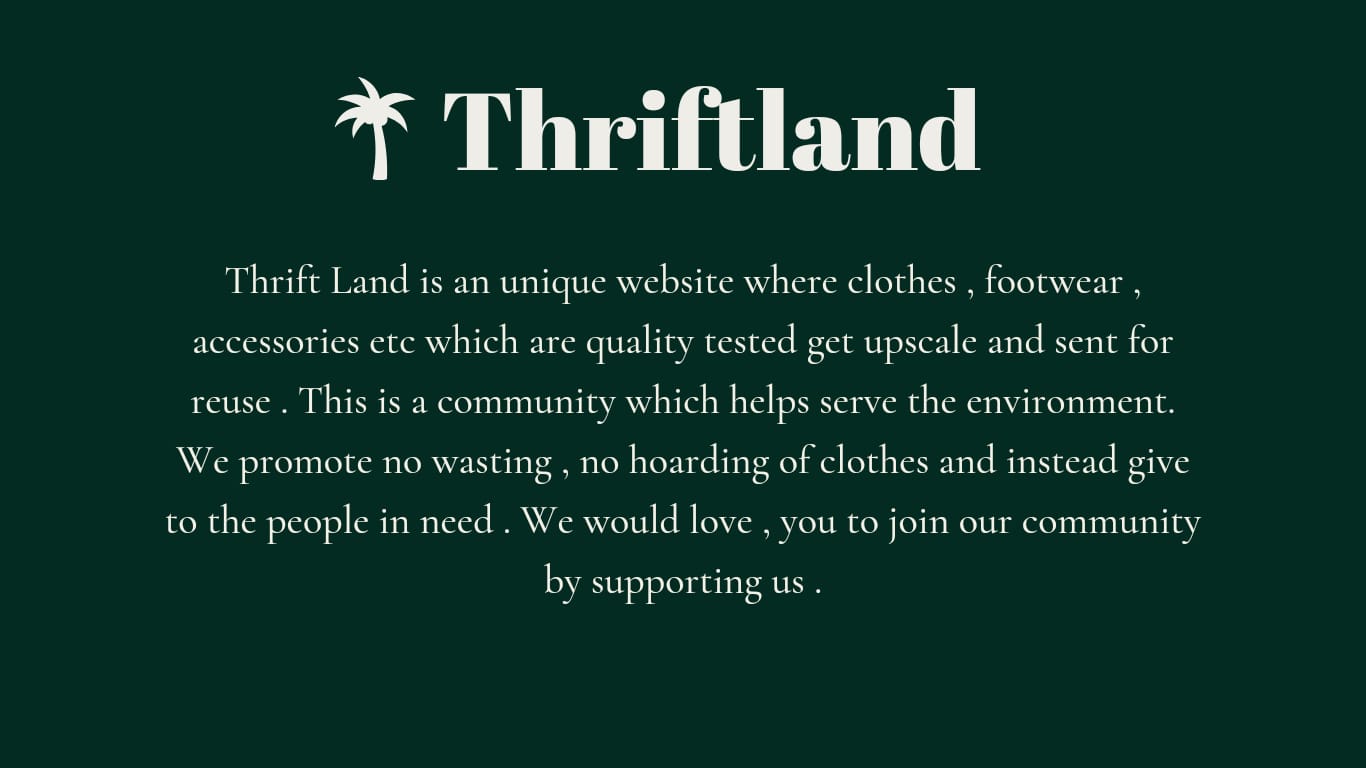 Thriftland
Thrift Land is an unique website where clothes , footwear ,
accessories etc which are quality tested get upscale and sent for
reuse . This is a community which helps serve the environment.
We promote no wasting , no hoarding of clothes and instead give
to the people in need . We would love , you to join our community
by supporting us .